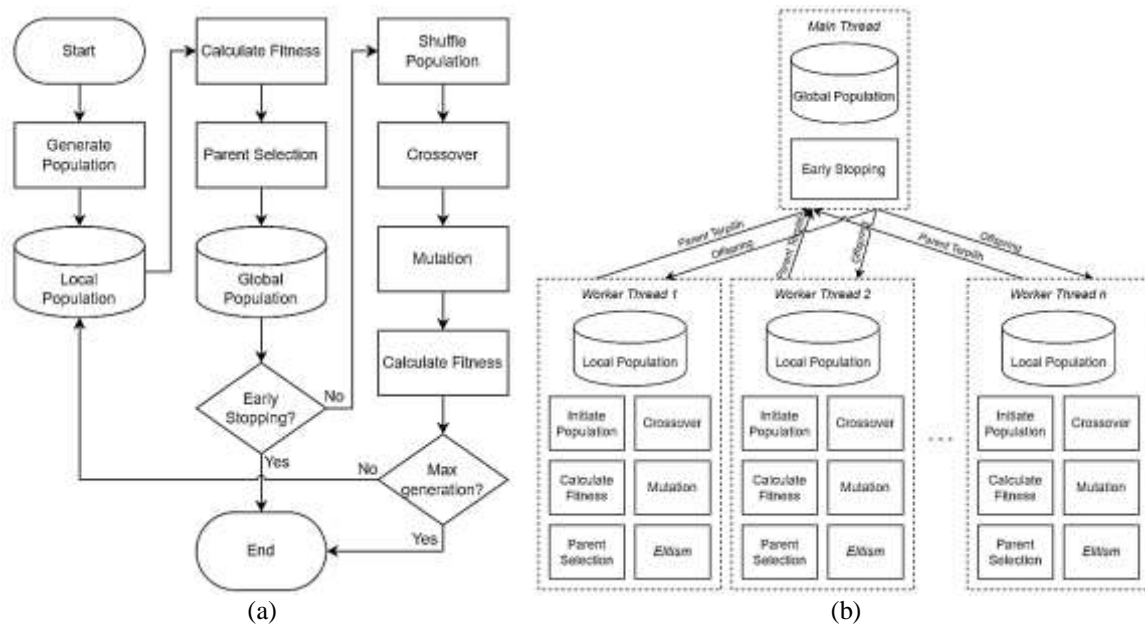 Start
Generate
Population
Local
Population
Calculate Fitness
Parent Selection
Global
Population
Early
Stopping?
No
Yes
End
Shuffle
Population
Crossover
Mutation
Calculate Fitness
Max
generation?
No
Yes
(a)
Main Thread
Global Population
Early Stopping
Parent Terpilih
Offspring
Parent Terpilih
Offspring
Parent Terpilih
Offspring
Worker Thread 1
Local Population
Initiate
Population
Crossover
Calculate
Fitness
Mutation
Parent
Selection
Elitism
Worker Thread 2
Local Population
Initiate
Population
Crossover
Calculate
Fitness
Mutation
Parent
Selection
Elitism
...
Worker Thread n
Local Population
Initiate
Population
Crossover
Calculate
Fitness
Mutation
Parent
Selection
Elitism
(b)